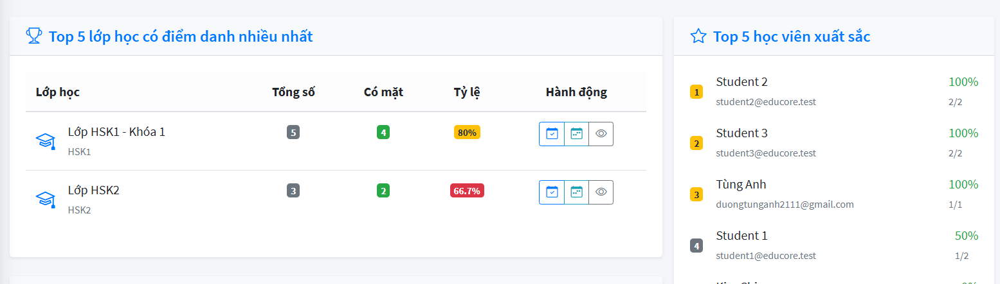 Top 5 lớp học có điểm danh nhiều nhất
Lớp học Tổng số Có mặt Tỷ lệ Hành động
Lớp HSK1 - Khóa 1 5 4 80%
HSK1
Lớp HSK2 3 2 66.7%
HSK2
Top 5 học viên xuất sắc
1 Student 2 100%
student2@educore.test 2/2
2 Student 3 100%
student3@educore.test 2/2
3 Tùng Anh 100%
duongtunganh2111@gmail.com 1/1
4 Student 1 50%
student1@educore.test 1/2